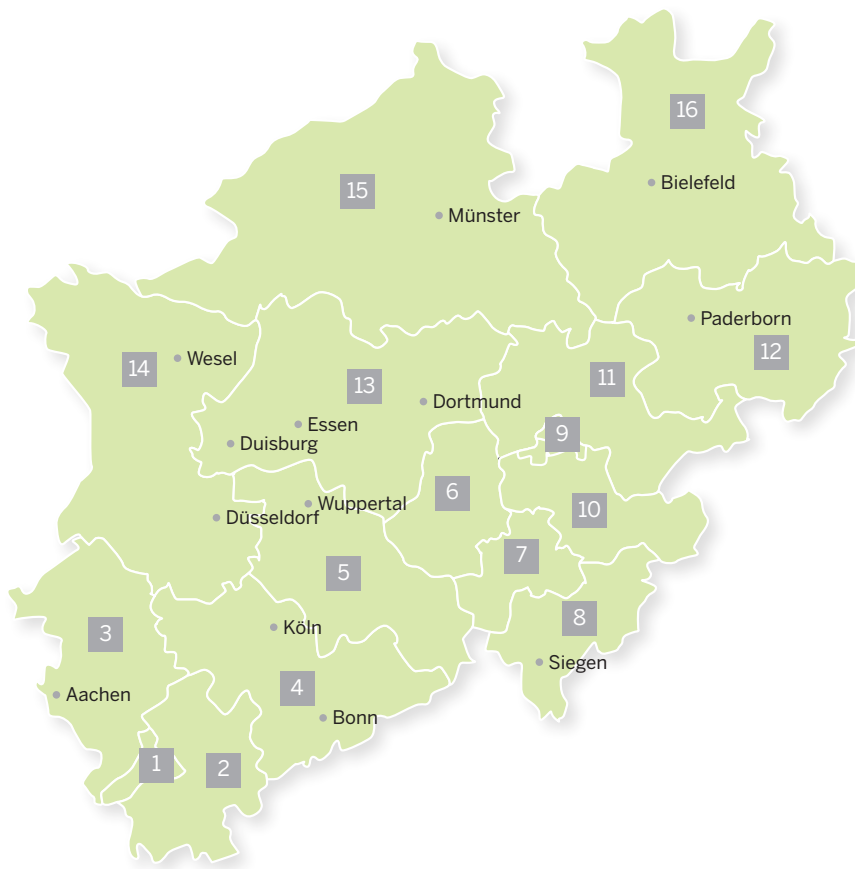 16
Bielefeld
15
Münster
Paderborn
12
14
Wesel
13
11
Dortmund
Essen
9
Duisburg
6
Wuppertal
10
Düsseldorf
7
5
8
3
Köln
Siegen
4
Aachen
Bonn
1
2